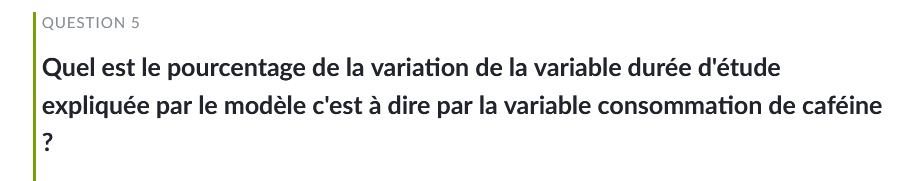 QUESTION 5
Quel est le pourcentage de la variation de la variable durée d'étude
expliquée par le modèle c'est à dire par la variable consommation de caféine
?